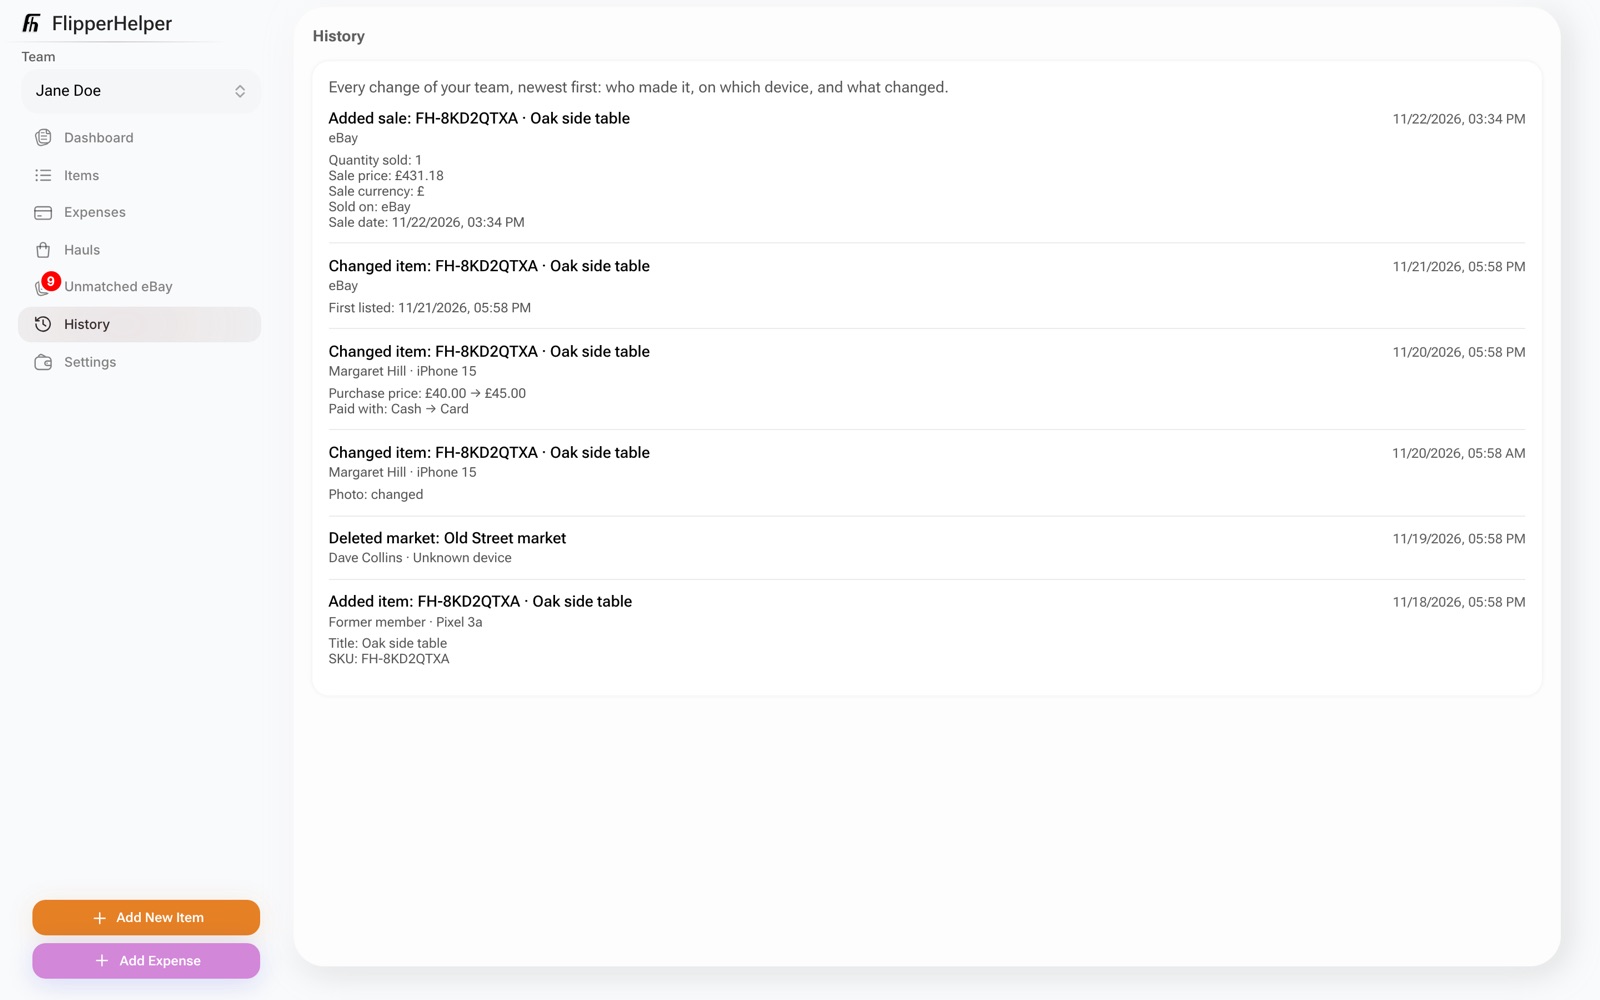 FlipperHelper
Team
Jane Doe
Dashboard
Items
Expenses
Hauls
9
Unmatched eBay
History
Settings
Add New Item
Add Expense
History
Every change of your team, newest first: who made it, on which device, and what changed.
Added sale: FH-8KD2QTXA · Oak side table
11/22/2026, 03:34 PM
eBay
Quantity sold: 1
Sale price: £431.18
Sale currency: £
Sold on: eBay
Sale date: 11/22/2026, 03:34 PM
Changed item: FH-8KD2QTXA · Oak side table
11/21/2026, 05:58 PM
eBay
First listed: 11/21/2026, 05:58 PM
Changed item: FH-8KD2QTXA · Oak side table
11/20/2026, 05:58 PM
Margaret Hill · iPhone 15
Purchase price: £40.00 → £45.00
Paid with: Cash → Card
Changed item: FH-8KD2QTXA · Oak side table
11/20/2026, 05:58 AM
Margaret Hill · iPhone 15
Photo: changed
Deleted market: Old Street market
11/19/2026, 05:58 PM
Dave Collins · Unknown device
Added item: FH-8KD2QTXA · Oak side table
11/18/2026, 05:58 PM
Former member · Pixel 3a
Title: Oak side table
SKU: FH-8KD2QTXA